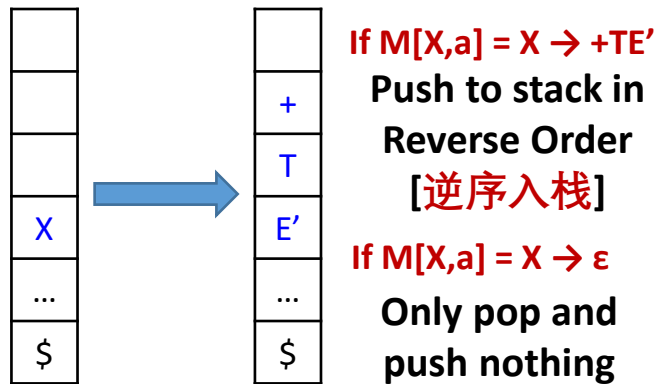 X
...
$
+
T
E’
...
$
If M[X,a] = X → +TE’
Push to stack in
Reverse Order
[逆序入栈]
If M[X,a] = X → ε
Only pop and
push nothing